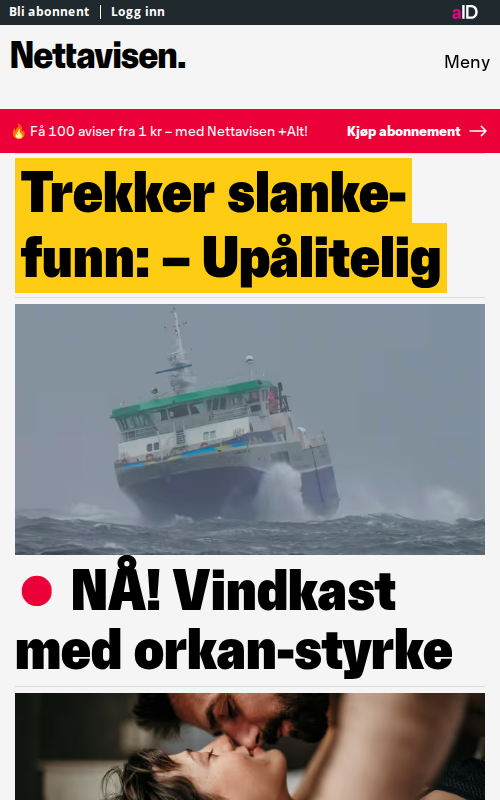 Bli abonnent | Logg inn
aID
Nettavisen.
Meny
🔥 Få 100 aviser fra 1 kr – med Nettavisen +Alt!
Kjøp abonnement →
Trekker slanke-
funn: – Upålitelig
NÅ! Vindkast
med orkan-styrke